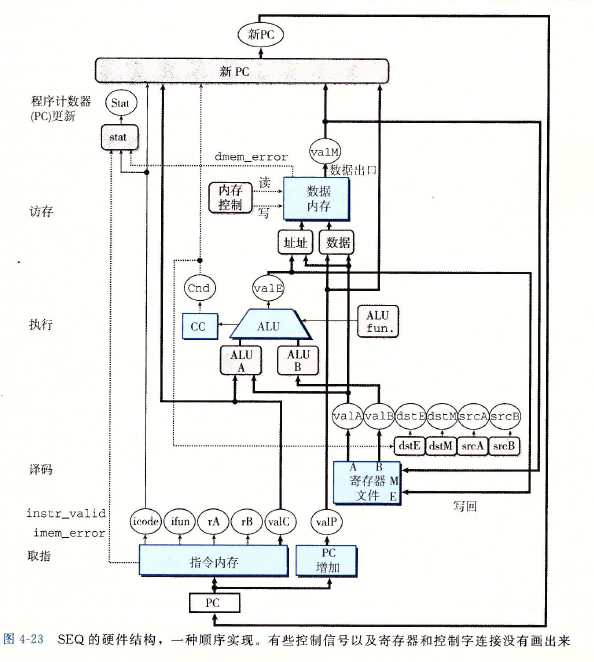 新PC
新 PC
程序计数器
(PC)更新
Stat
stat
dmem_error
valM
数据出口
访存
内存
控制
读
写
数据
内存
址址
数据
Cnd
valE
执行
CC
ALU
ALU
fun.
ALU
A
ALU
B
valA
valB
dstE
dstM
srcA
srcB
dstE
dstM
srcA
srcB
译码
A B
寄存器 M
文件 E
写回
instr_valid
imem_error
icode
ifun
rA
rB
valC
valP
取指
指令内存
PC
增加
PC
图 4-23 SEQ 的硬件结构，一种顺序实现。有些控制信号以及寄存器和控制字连接没有画出来